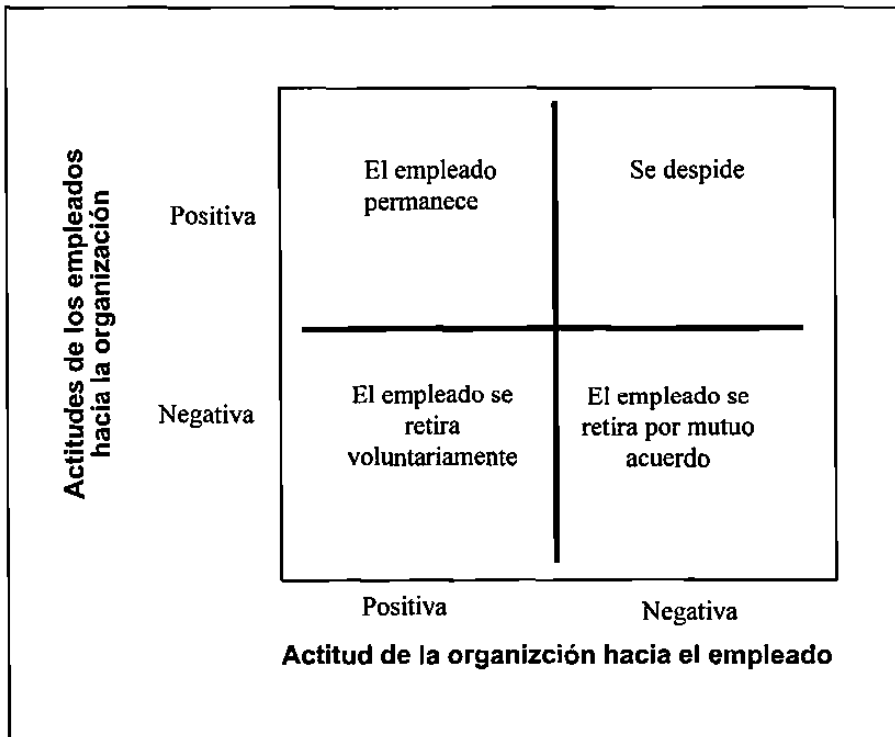 Actitudes de los empleados
hacia la organización
Positiva
El empleado
permanece
Se despide
Negativa
El empleado se
retira
voluntariamente
El empleado se
retira por mutuo
acuerdo
Positiva
Negativa
Actitud de la organizción hacia el empleado